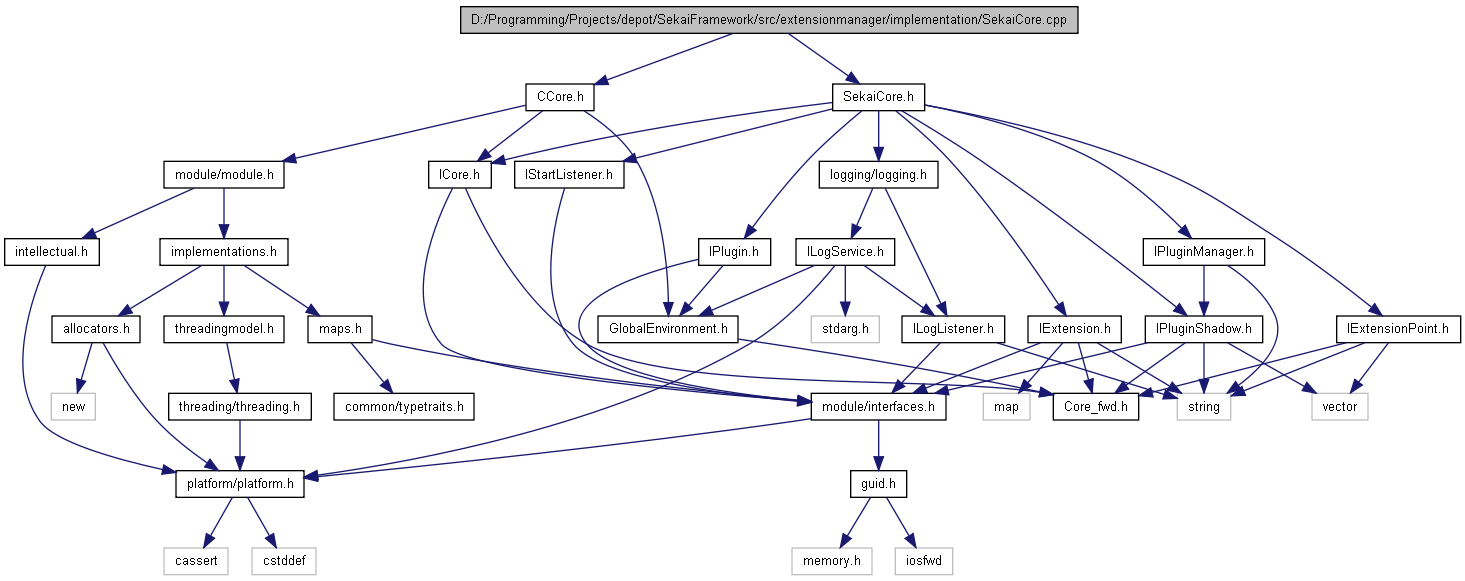 D:/Programming/Projects/depot/SekaiFramework/src/extensionmanager/implementation/SekaiCore.cpp
CCore.h
SekaiCore.h
module/module.h
ICore.h
IStartListener.h
logging/logging.h
intellectual.h
implementations.h
IPlugin.h
ILogService.h
IPluginManager.h
allocators.h
threadingmodel.h
maps.h
GlobalEnvironment.h
stdarg.h
ILogListener.h
IExtension.h
IPluginShadow.h
IExtensionPoint.h
new
threading/threading.h
common/typetraits.h
module/interfaces.h
map
Core_fwd.h
string
vector
platform/platform.h
guid.h
cassert
cstddef
memory.h
iosfwd